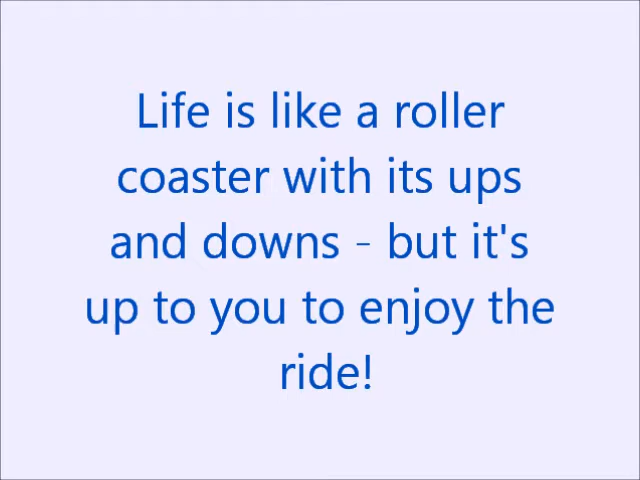 Life is like a roller
coaster with its ups
and downs - but it's
up to you to enjoy the
ride!